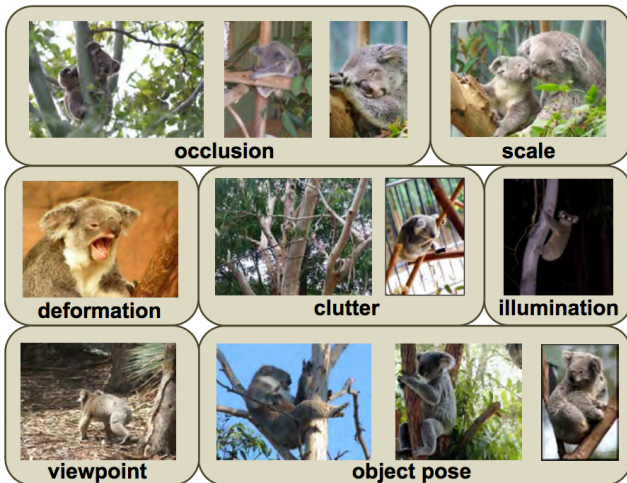 occlusion
scale
deformation
clutter
illumination
viewpoint
object pose